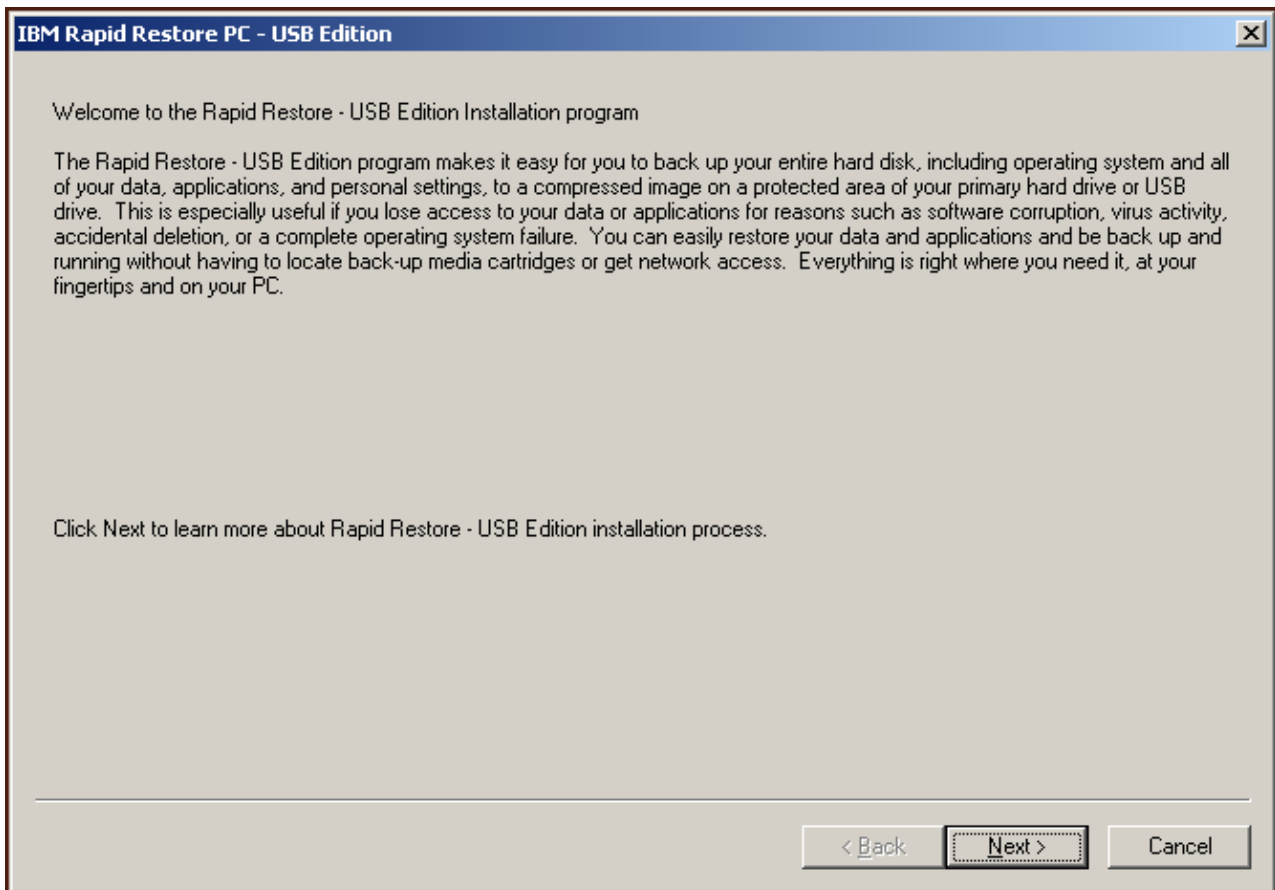 IBM Rapid Restore PC - USB Edition
Welcome to the Rapid Restore - USB Edition Installation program
The Rapid Restore - USB Edition program makes it easy for you to back up your entire hard disk, including operating system and all
of your data, applications, and personal settings, to a compressed image on a protected area of your primary hard drive or USB
drive.  This is especially useful if you lose access to your data or applications for reasons such as software corruption, virus activity,
accidental deletion, or a complete operating system failure.  You can easily restore your data and applications and be back up and
running without having to locate back-up media cartridges or get network access.  Everything is right where you need it, at your
fingertips and on your PC.
Click Next to learn more about Rapid Restore - USB Edition installation process.
< Back
Next >
Cancel